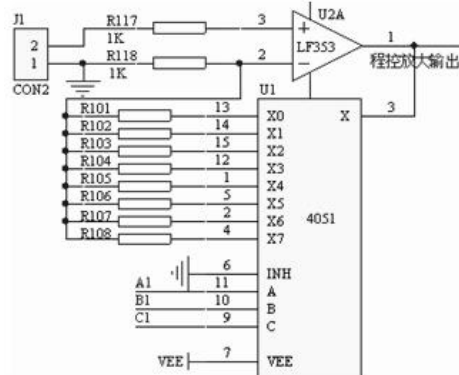 J1
2
1
CON2
R117
1K
R118
1K
3
2
U2A
LF353
1
程控放大输出
U1
R101 13 X0
R102 14 X1
R103 15 X2
R104 12 X3
R105 1 X4
R106 5 X5
R107 2 X6
R108 4 X7
X 3
4051
6 INH
A1 11 A
B1 10 B
C1 9 C
VEE 7 VEE